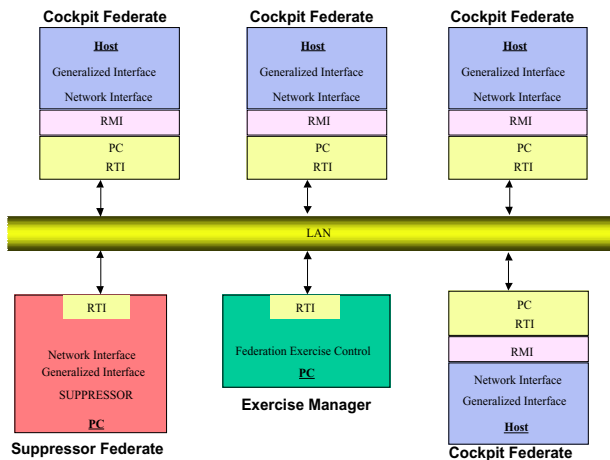 Cockpit Federate
Host
Generalized Interface
Network Interface
RMI
PC
RTI
Cockpit Federate
Host
Generalized Interface
Network Interface
RMI
PC
RTI
Cockpit Federate
Host
Generalized Interface
Network Interface
RMI
PC
RTI
LAN
RTI
Network Interface
Generalized Interface
SUPPRESSOR
PC
Suppressor Federate
RTI
Federation Exercise Control
PC
Exercise Manager
PC
RTI
RMI
Network Interface
Generalized Interface
Host
Cockpit Federate